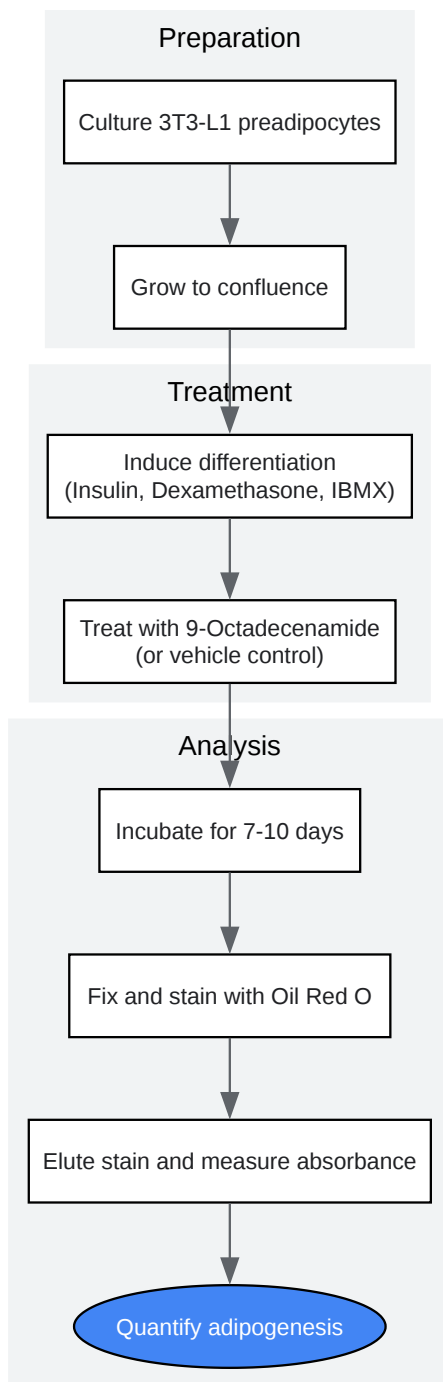 Preparation
Culture 3T3-L1 preadipocytes
Grow to confluence
Treatment
Induce differentiation
(Insulin, Dexamethasone, IBMX)
Treat with 9-Octadecenamide
(or vehicle control)
Analysis
Incubate for 7-10 days
Fix and stain with Oil Red O
Elute stain and measure absorbance
Quantify adipogenesis